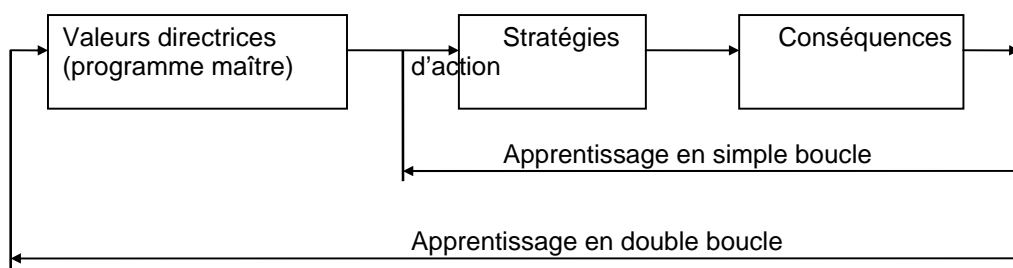 Valeurs directrices
(programme maître)
Stratégies
d'action
Conséquences
Apprentissage en simple boucle
Apprentissage en double boucle